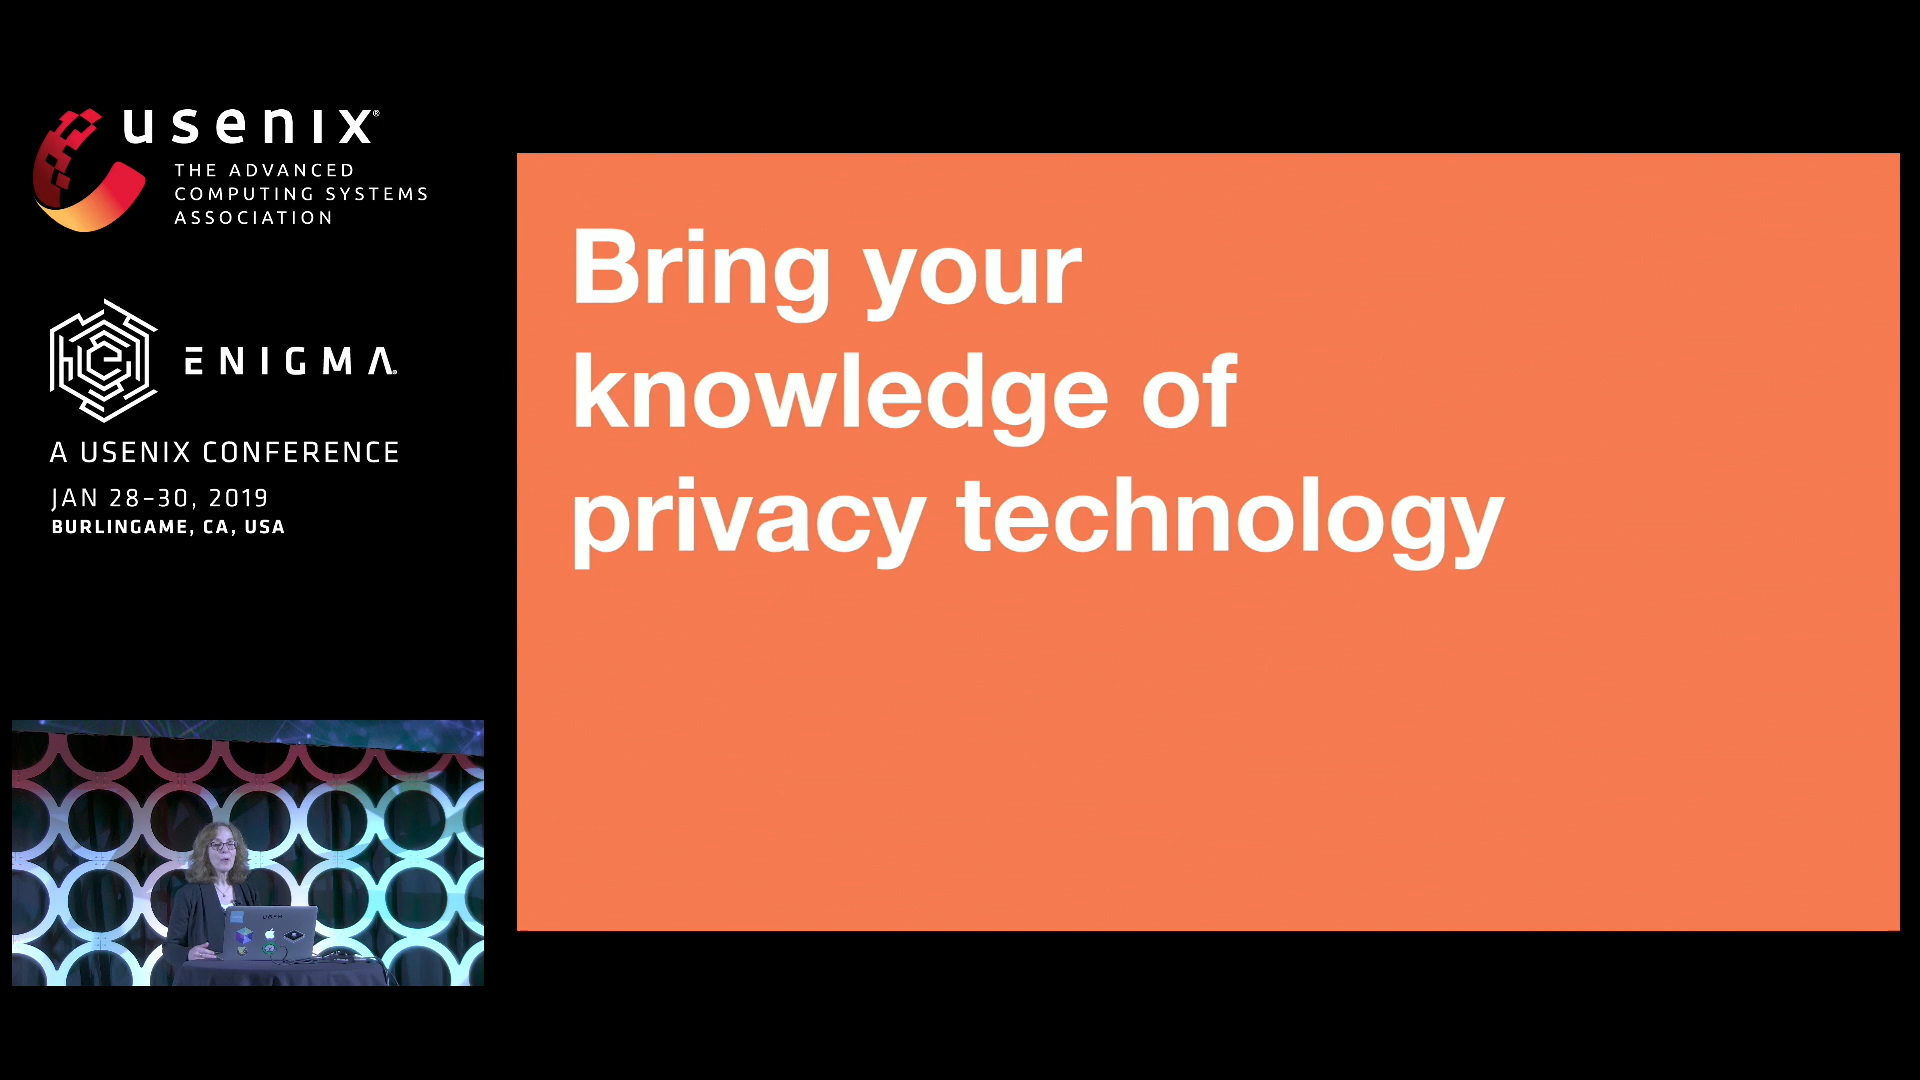 usenix®
THE ADVANCED
COMPUTING SYSTEMS
ASSOCIATION
ENIGMA®
A USENIX CONFERENCE
JAN 28–30, 2019
BURLINGAME, CA, USA
Bring your
knowledge of
privacy technology